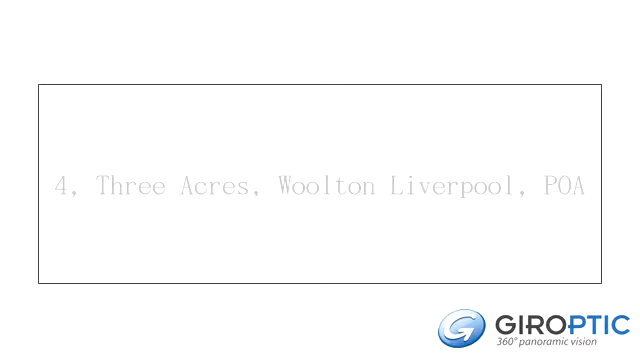 4, Three Acres, Woolton Liverpool, POA
GIROPTIC
360° panoramic vision